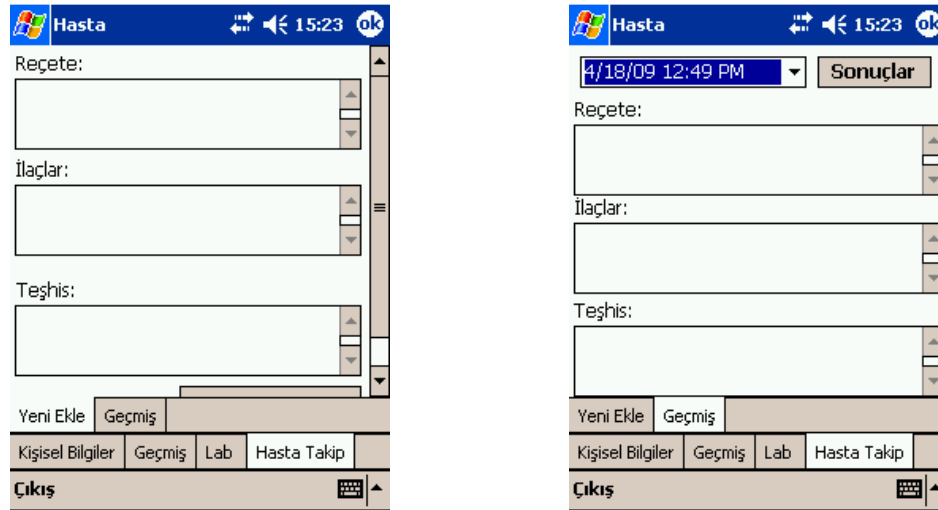 Hasta 15:23 ok
Reçete:
İlaçlar:
Teşhis:
Yeni Ekle Geçmiş
Kişisel Bilgiler Geçmiş Lab Hasta Takip
Çıkış
Hasta 15:23 ok
4/18/09 12:49 PM Sonuçlar
Reçete:
İlaçlar:
Teşhis:
Yeni Ekle Geçmiş
Kişisel Bilgiler Geçmiş Lab Hasta Takip
Çıkış